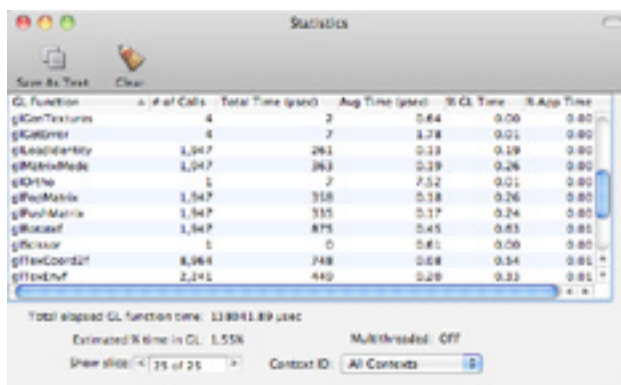 Statistics
Save As Text Clear
GL Function # of Calls Total Time (µsec) Avg Time (µsec) % GL Time % App Time
glGenTextures 4 2 0.64 0.00 0.00
glGetError 4 7 1.78 0.01 0.00
glLoadIdentity 1,947 261 0.13 0.19 0.00
glMatrixMode 1,947 363 0.19 0.26 0.00
glOrtho 1 7 7.52 0.01 0.00
glPopMatrix 1,947 358 0.18 0.26 0.00
glPushMatrix 1,947 335 0.17 0.24 0.00
glRotatef 1,947 875 0.45 0.63 0.01
glScissor 1 0 0.61 0.00 0.00
glTexCoord2f 8,964 748 0.08 0.54 0.01
glTexEnvf 2,241 449 0.20 0.33 0.01
Total elapsed GL function time: 138041.89 µsec
Estimated % time in GL: 1.55% Multithreaded: OFF
Show slice: < 25 of 25 > Context ID: All Contexts